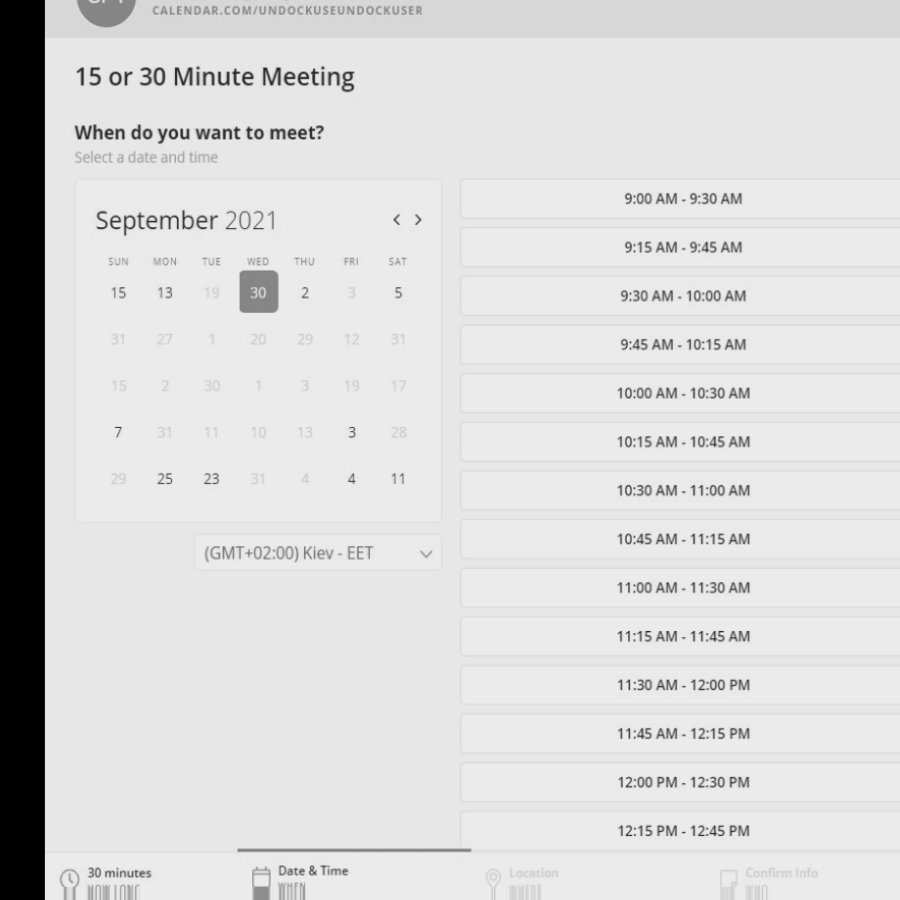 CALENDAR.COM/UNDOCKUSEUNDOCKUSER
15 or 30 Minute Meeting
When do you want to meet?
Select a date and time
September 2021
SUN MON TUE WED THU FRI SAT
15 13 19 30 2 3 5
31 27 1 20 29 12 31
15 2 30 1 3 19 17
7 31 11 10 13 3 28
29 25 23 31 4 4 11
(GMT+02:00) Kiev - EET
9:00 AM - 9:30 AM
9:15 AM - 9:45 AM
9:30 AM - 10:00 AM
9:45 AM - 10:15 AM
10:00 AM - 10:30 AM
10:15 AM - 10:45 AM
10:30 AM - 11:00 AM
10:45 AM - 11:15 AM
11:00 AM - 11:30 AM
11:15 AM - 11:45 AM
11:30 AM - 12:00 PM
11:45 AM - 12:15 PM
12:00 PM - 12:30 PM
12:15 PM - 12:45 PM
30 minutes Date & Time Location Confirm Info
WHEN